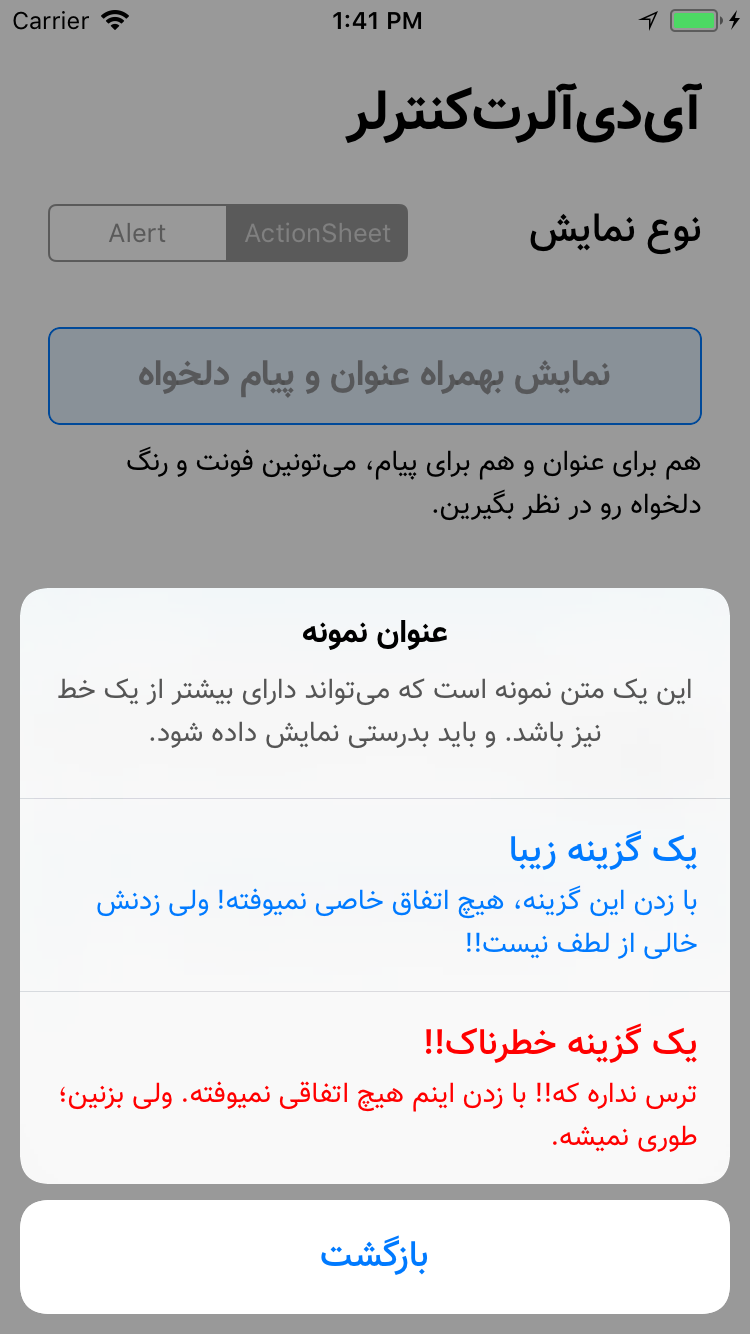 Carrier 1:41 PM
آی‌دی‌آلرت‌کنترلر
نوع نمایش
Alert ActionSheet
نمایش بهمراه عنوان و پیام دلخواه
هم برای عنوان و هم برای پیام، می‌تونین فونت و رنگ
دلخواه رو در نظر بگیرین.
عنوان نمونه
این یک متن نمونه است که می‌تواند دارای بیشتر از یک خط
نیز باشد. و باید بدرستی نمایش داده شود.
یک گزینه زیبا
با زدن این گزینه، هیچ اتفاق خاصی نمیوفته! ولی زدنش
خالی از لطف نیست!!
یک گزینه خطرناک!!
ترس نداره که!! با زدن اینم هیچ اتفاقی نمیوفته. ولی بزنین؛
طوری نمیشه.
بازگشت